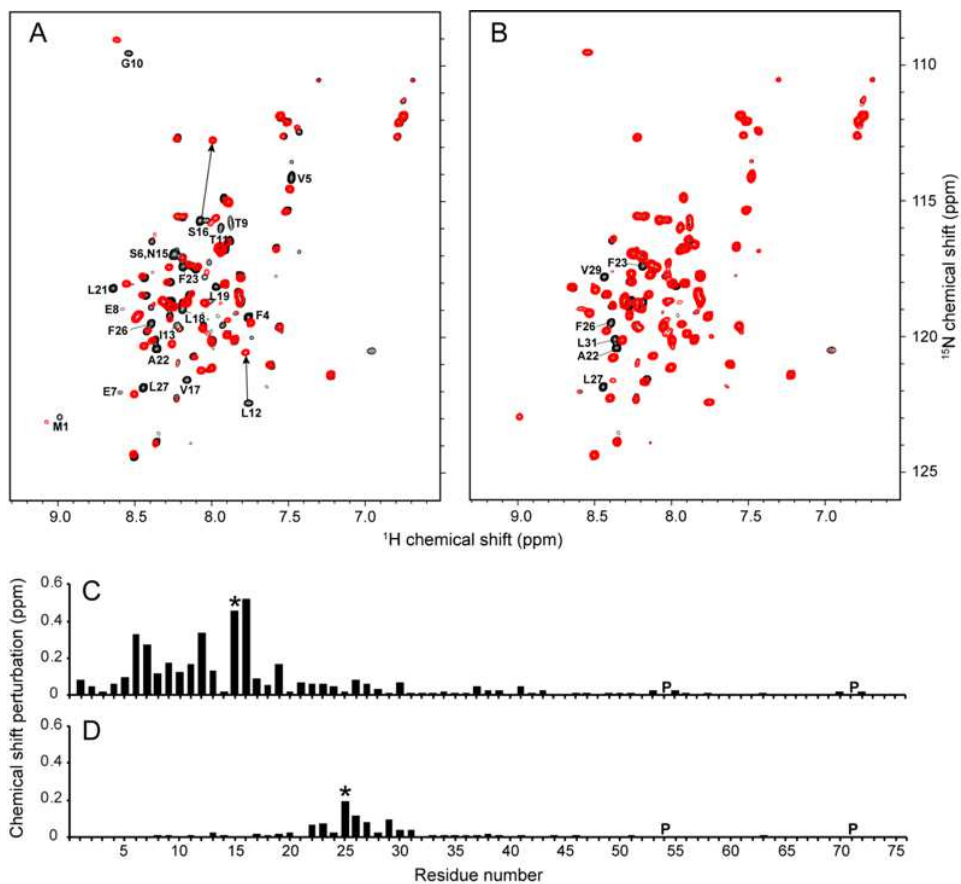 A
B
G10
V5
S16
T9
T11
S6,N15
F23
L21
L19
E8
L18
F4
F26
I13
A22
E7
L27
V17
L12
M1
V29
F23
F26
L31
A22
L27
110
115
120
125
9.0 8.5 8.0 7.5 7.0
9.0 8.5 8.0 7.5 7.0
¹H chemical shift (ppm)
¹⁵N chemical shift (ppm)
Chemical shift perturbation (ppm)
0.6
0.4
0.2
0
C
*
P P
0.6
0.4
0.2
0
D
*
P P
5 10 15 20 25 30 35 40 45 50 55 60 65 70 75
Residue number